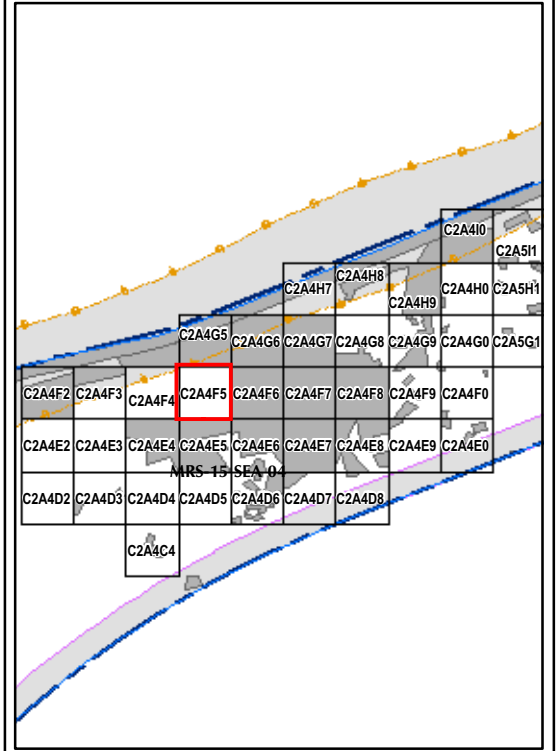 C2A4I0
C2A5I1
C2A4H7 C2A4H8 C2A4H9 C2A4H0 C2A5H1
C2A4G5 C2A4G6 C2A4G7 C2A4G8 C2A4G9 C2A4G0 C2A5G1
C2A4F2 C2A4F3 C2A4F4 C2A4F5 C2A4F6 C2A4F7 C2A4F8 C2A4F9 C2A4F0
C2A4E2 C2A4E3 C2A4E4 C2A4E5 C2A4E6 C2A4E7 C2A4E8 C2A4E9 C2A4E0
MRS-15-SEA-04
C2A4D2 C2A4D3 C2A4D4 C2A4D5 C2A4D6 C2A4D7 C2A4D8
C2A4C4